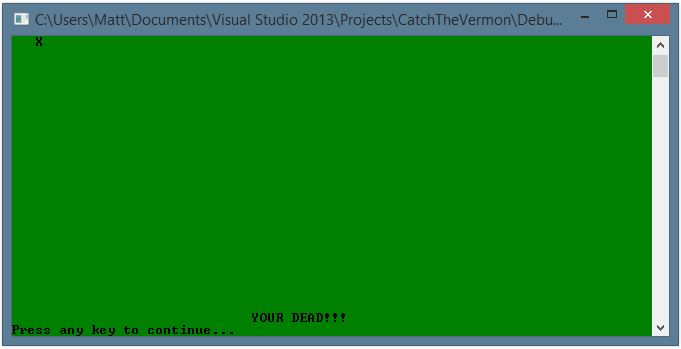 C:\Users\Matt\Documents\Visual Studio 2013\Projects\CatchTheVermon\Debu...
X
YOUR DEAD!!!
Press any key to continue...